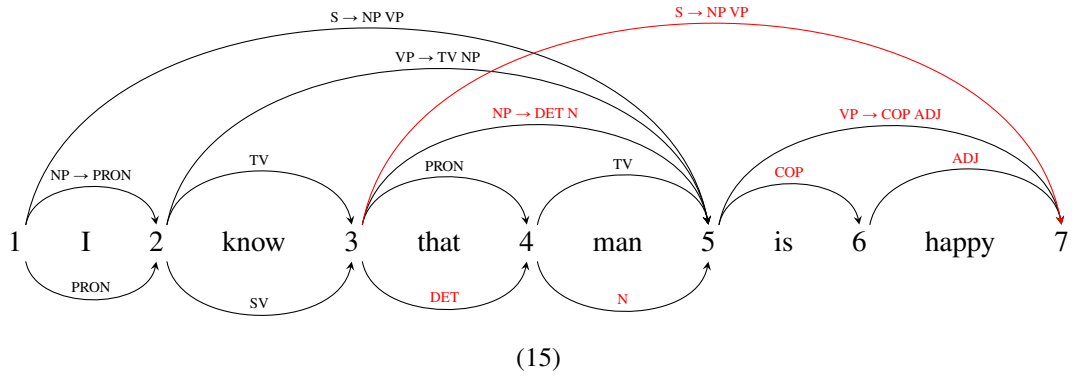 S → NP VP S → NP VP
VP → TV NP
NP → DET N VP → COP ADJ
NP → PRON TV PRON TV COP ADJ
1 I 2 know 3 that 4 man 5 is 6 happy 7
PRON SV DET N
(15)